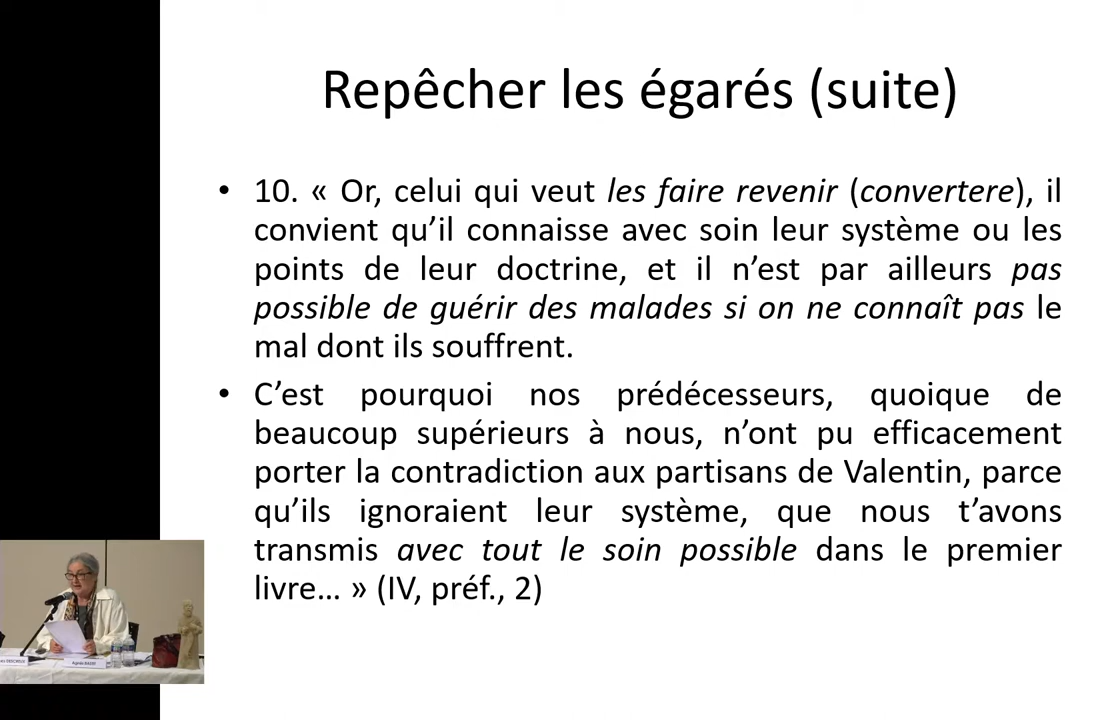 Repêcher les égarés (suite)
• 10. « Or, celui qui veut les faire revenir (convertere), il
convient qu’il connaisse avec soin leur système ou les
points de leur doctrine, et il n’est par ailleurs pas
possible de guérir des malades si on ne connaît pas le
mal dont ils souffrent.
• C’est pourquoi nos prédécesseurs, quoique de
beaucoup supérieurs à nous, n’ont pu efficacement
porter la contradiction aux partisans de Valentin, parce
qu’ils ignoraient leur système, que nous t’avons
transmis avec tout le soin possible dans le premier
livre… » (IV, préf., 2)